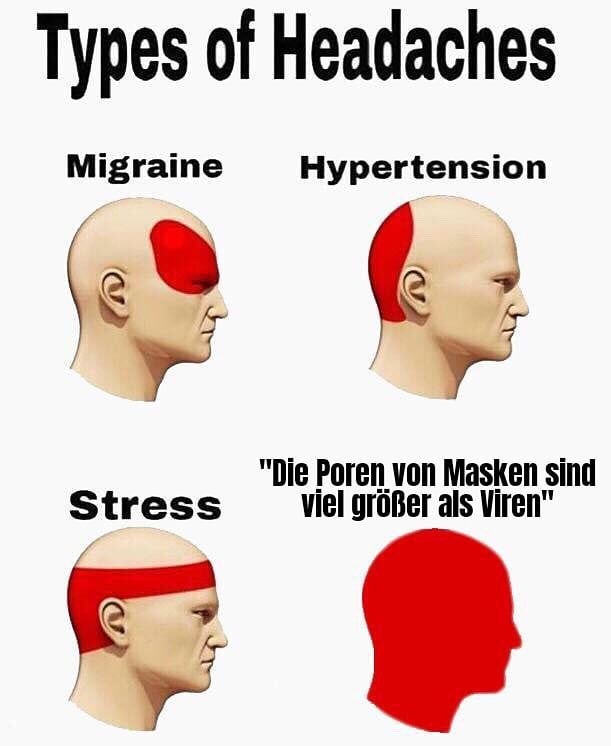 Types of Headaches
Migraine
Hypertension
Stress
"Die Poren von Masken sind
viel größer als Viren"